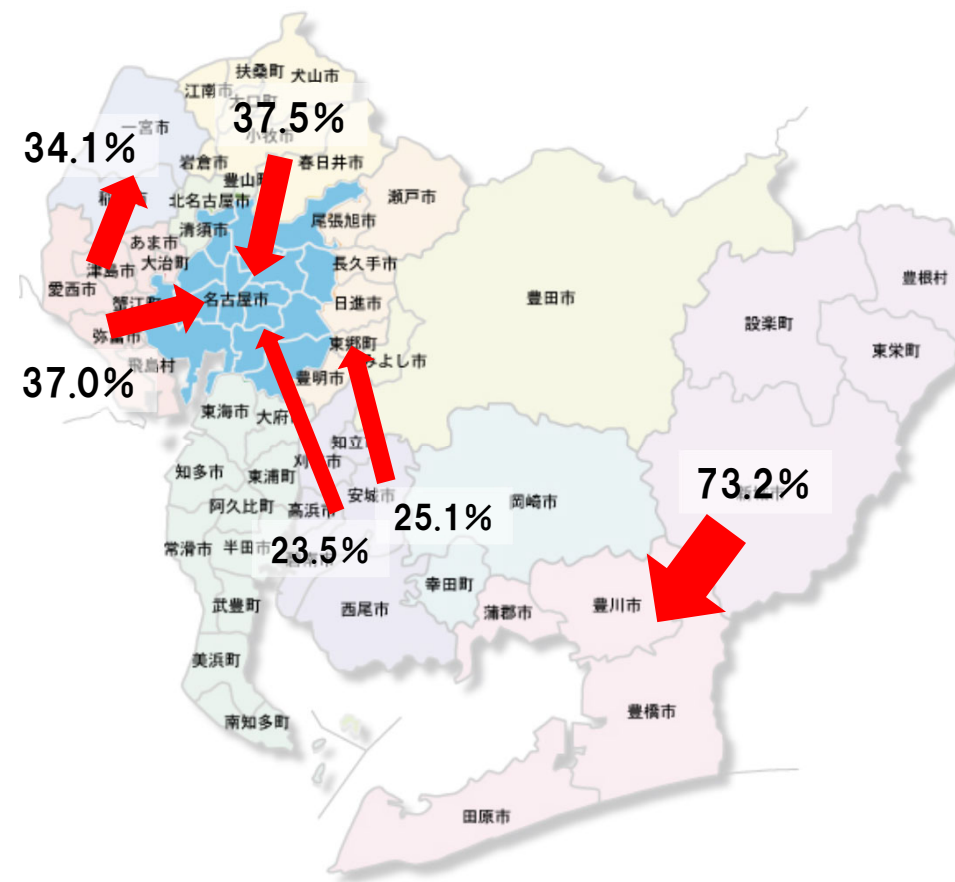 扶桑町
犬山市
江南市
37.5%
一宮市
34.1%
小牧市
岩倉市
春日井市
豊山町
瀬戸市
北名古屋市
尾張旭市
清須市
あま市
大治町
長久手市
津島市
豊根村
愛西市
蟹江町
名古屋市
日進市
豊田市
設楽町
弥富市
東郷町
東栄町
みよし市
飛島村
豊明市
37.0%
東海市
大府
知立
知多市
東浦町
73.2%
安城市
岡崎市
阿久比町
高浜市
25.1%
常滑市
半田市
23.5%
幸田町
武豊町
西尾市
蒲郡市
豊川市
美浜町
豊橋市
南知多町
田原市